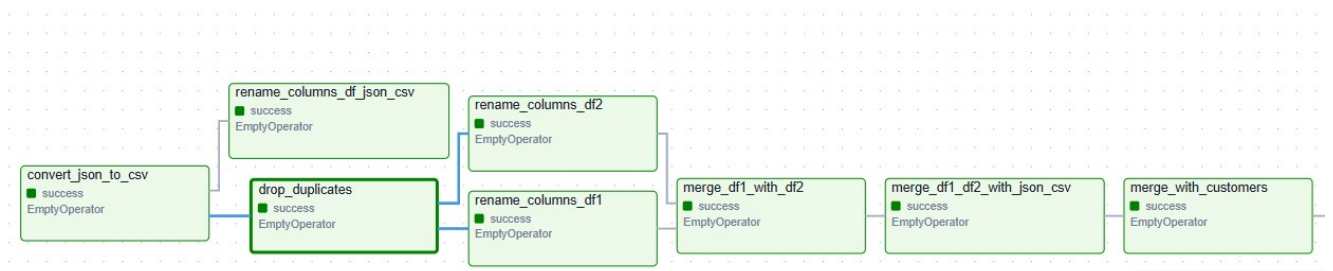 convert_json_to_csv
success
EmptyOperator
rename_columns_df_json_csv
success
EmptyOperator
drop_duplicates
success
EmptyOperator
rename_columns_df2
success
EmptyOperator
rename_columns_df1
success
EmptyOperator
merge_df1_with_df2
success
EmptyOperator
merge_df1_df2_with_json_csv
success
EmptyOperator
merge_with_customers
success
EmptyOperator